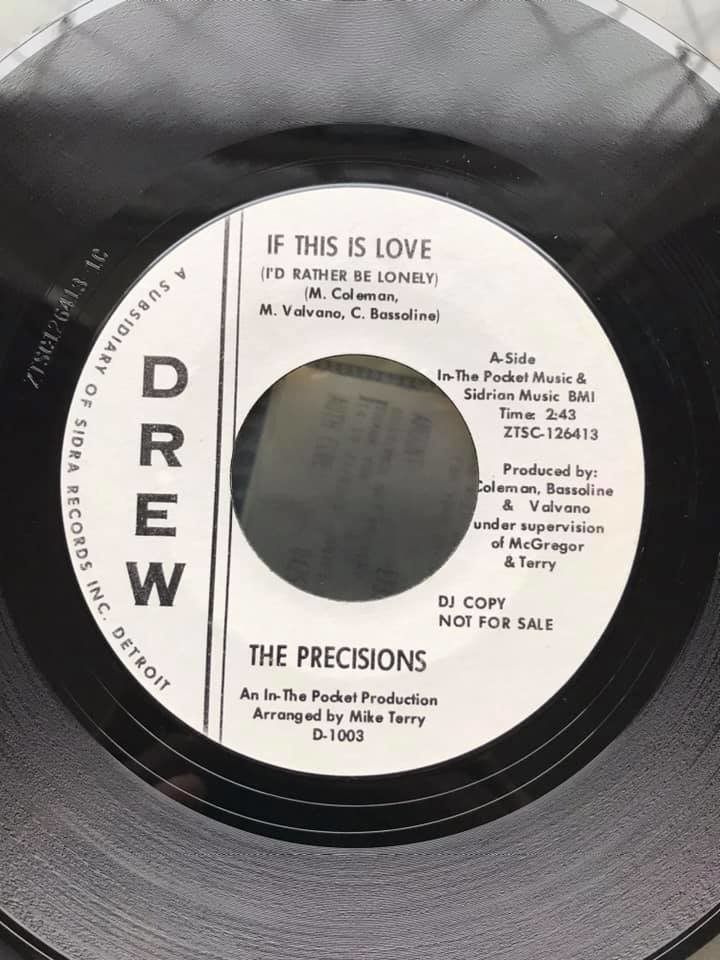 IF THIS IS LOVE
(I'D RATHER BE LONELY)
(M. Coleman,
M. Valvano, C. Bassoline)
A-Side
In-The Pocket Music &
Sidrian Music BMI
Time: 2:43
ZTSC-126413
Produced by:
Coleman, Bassoline
& Valvano
under supervision
of McGregor
& Terry
DJ COPY
NOT FOR SALE
DREW
A SUBSIDIARY OF SIDRA RECORDS INC. DETROIT
THE PRECISIONS
An In-The Pocket Production
Arranged by Mike Terry
D-1003
ZTSC126413 1C